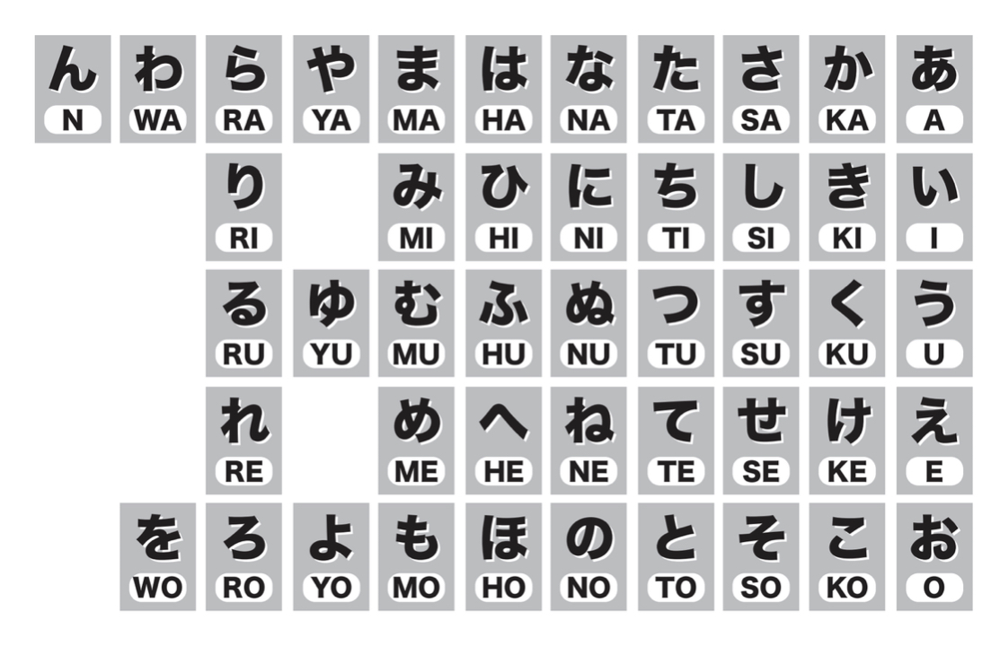 ん わ ら や ま は な た さ か あ
N WA RA YA MA HA NA TA SA KA A
り み ひ に ち し き い
RI MI HI NI TI SI KI I
る ゆ む ふ ぬ つ す く う
RU YU MU HU NU TU SU KU U
れ め へ ね て せ け え
RE ME HE NE TE SE KE E
を ろ よ も ほ の と そ こ お
WO RO YO MO HO NO TO SO KO O